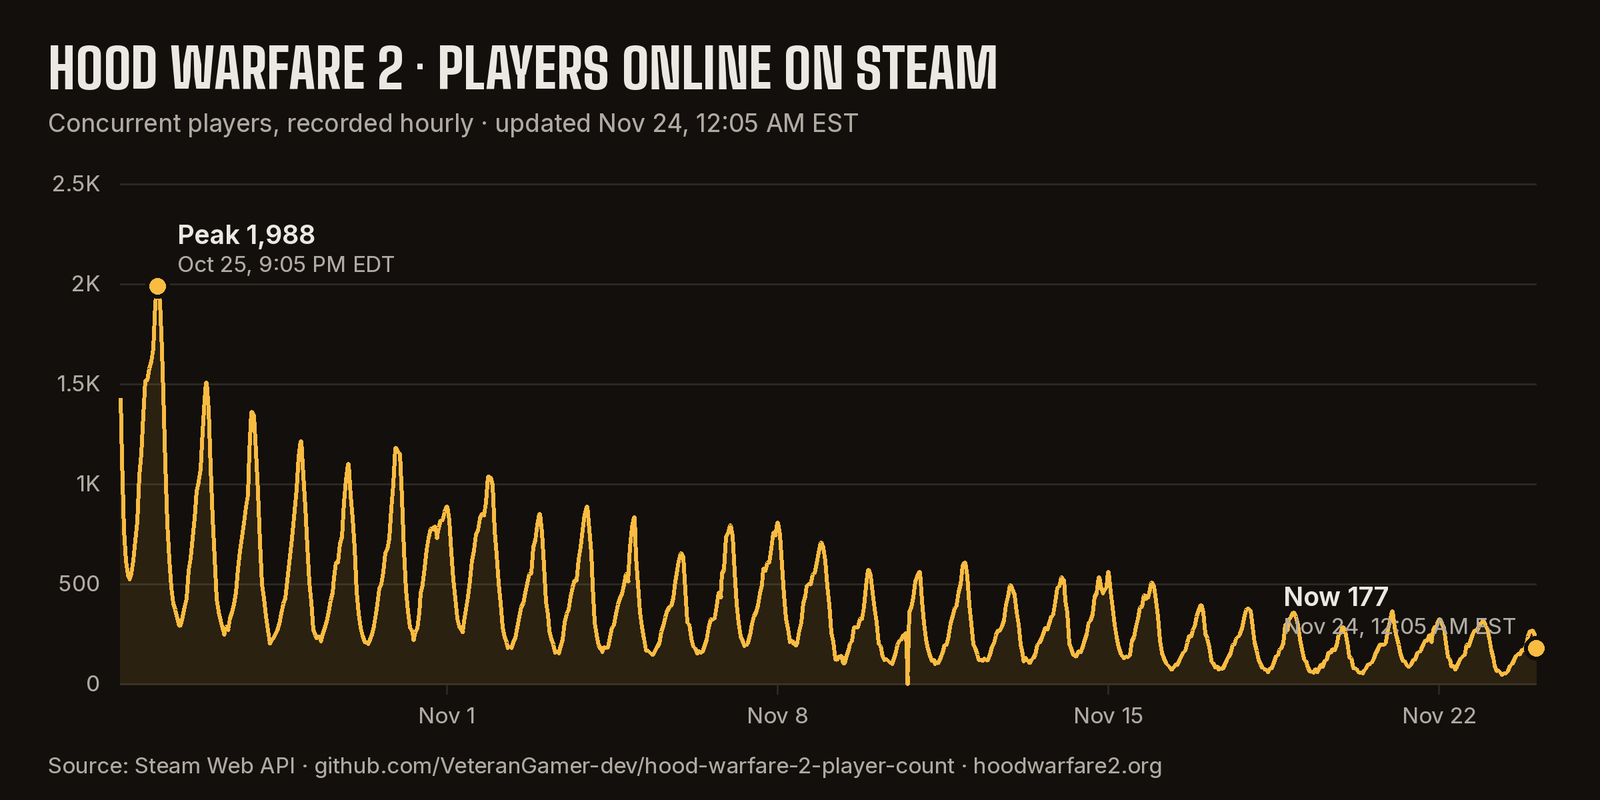 HOOD WARFARE 2 · PLAYERS ONLINE ON STEAM
Concurrent players, recorded hourly · updated Nov 24, 12:05 AM EST
2.5K
Peak 1,988
Oct 25, 9:05 PM EDT
2K
1.5K
1K
500
Now 177
Nov 24, 12:05 AM EST
0
Nov 1
Nov 8
Nov 15
Nov 22
Source: Steam Web API · github.com/VeteranGamer-dev/hood-warfare-2-player-count · hoodwarfare2.org